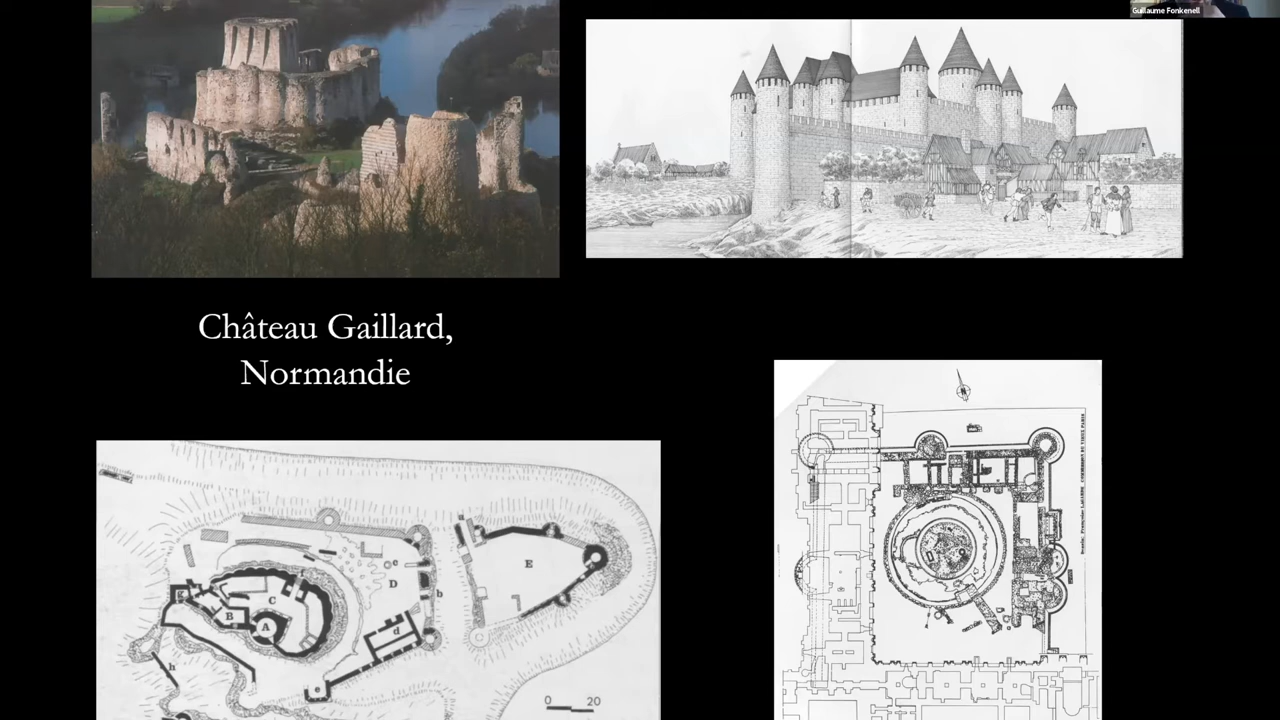 Guillaume Fonkenell
Château Gaillard,
Normandie
N
E
D
e
b
C
B
A
d
K
h
e
0 20
D